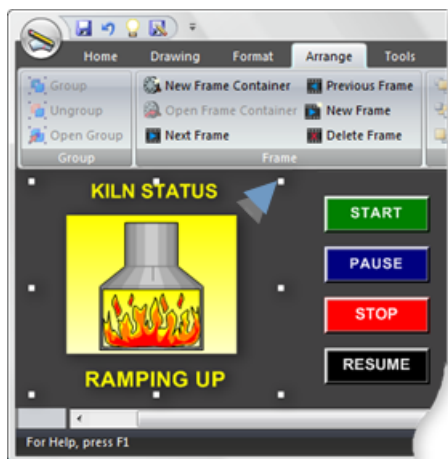 Home Drawing Format Arrange Tools
Group New Frame Container Previous Frame
Ungroup Open Frame Container New Frame
Open Group Next Frame Delete Frame
Group Frame
KILN STATUS
START
PAUSE
STOP
RESUME
RAMPING UP
For Help, press F1